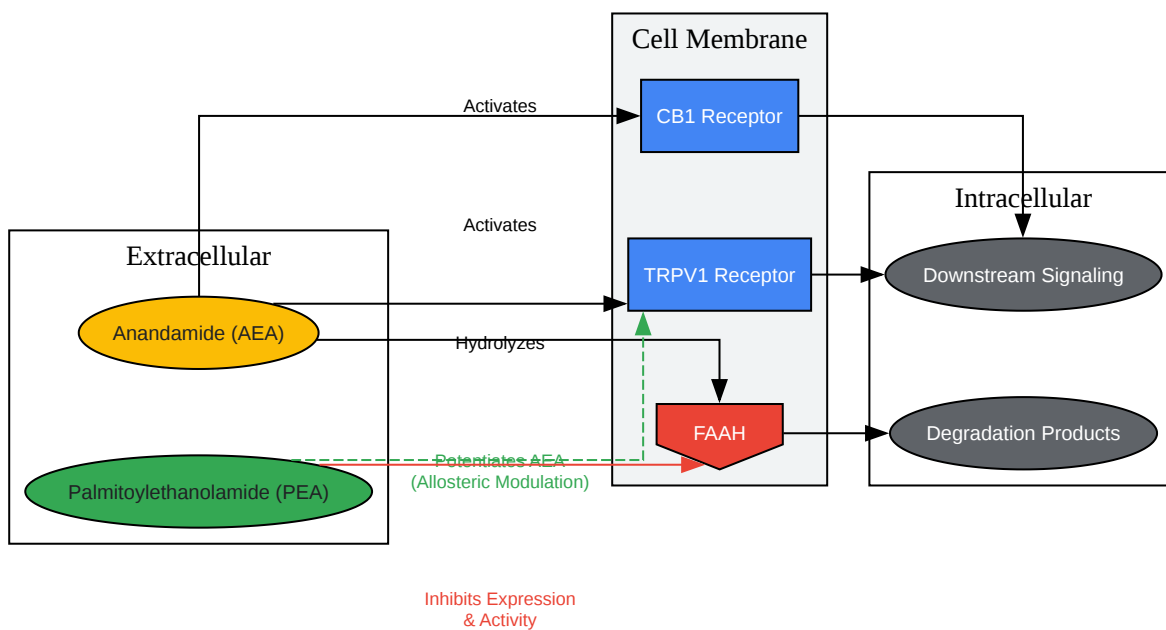 Cell Membrane
Activates
CB1 Receptor
Intracellular
Activates
Extracellular
TRPV1 Receptor
Downstream Signaling
Anandamide (AEA)
Hydrolyzes
FAAH
Degradation Products
Potentiates AEA
(Allosteric Modulation)
Palmitoylethanolamide (PEA)
Inhibits Expression
& Activity